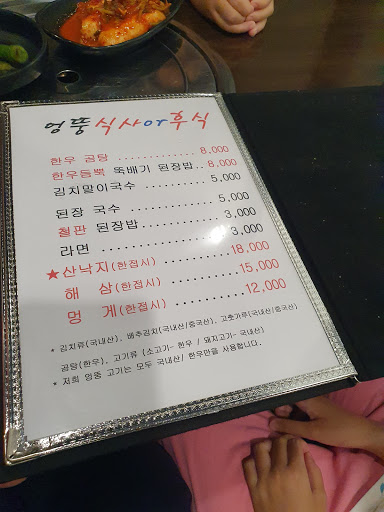 엉뚱식사or후식
한우 곰탕 ............ 8,000
한우듬뿍 뚝배기 된장밥.. 8,000
김치말이국수 .......... 5,000
된장 국수 ............. 5,000
철판 된장밥............ 3,000
라면 .................. 3,000
★산낙지(한접시) ........ 18,000
해 삼(한접시) ......... 15,000
멍 게(한접시) ......... 12,000
* 김치류(국내산), 배추김치(국내산/중국산), 고춧가루(국내산/중국산)
곰탕(한우), 고기류 (소고기- 한우 / 돼지고기- 국내산)
* 저희 엉뚱 고기는 모두 국내산/ 한우만을 사용합니다.